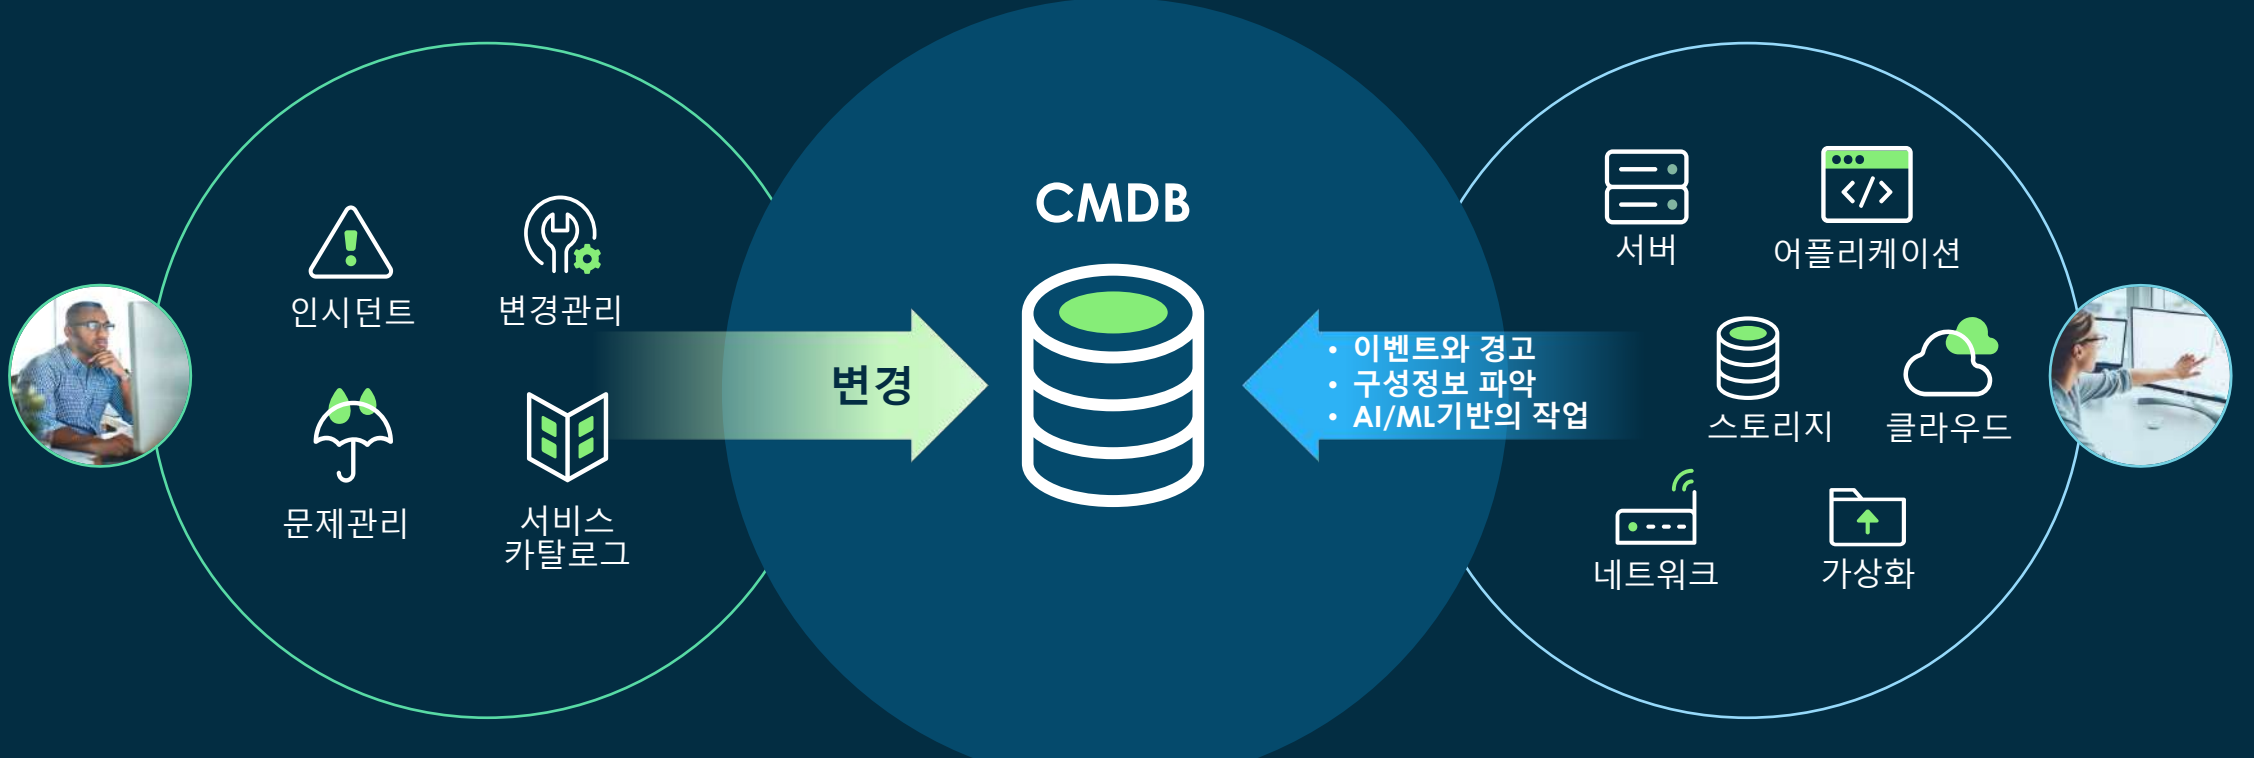 인시던트
변경관리
문제관리
서비스
카탈로그
변경
CMDB
• 이벤트와 경고
• 구성정보 파악
• AI/ML기반의 작업
서버
어플리케이션
스토리지
클라우드
네트워크
가상화